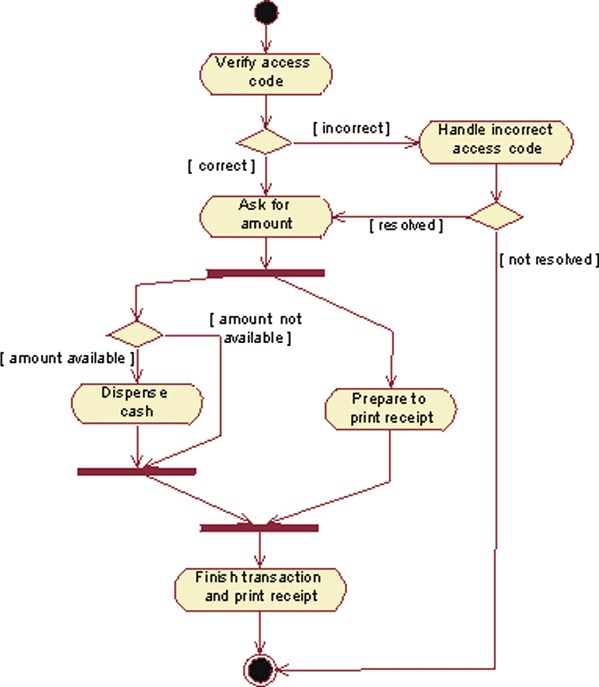 Verify access
code
[ incorrect ]
Handle incorrect
access code
[ correct ]
Ask for
amount
[ resolved ]
[ not resolved ]
[ amount not
available ]
[ amount available ]
Dispense
cash
Prepare to
print receipt
Finish transaction
and print receipt